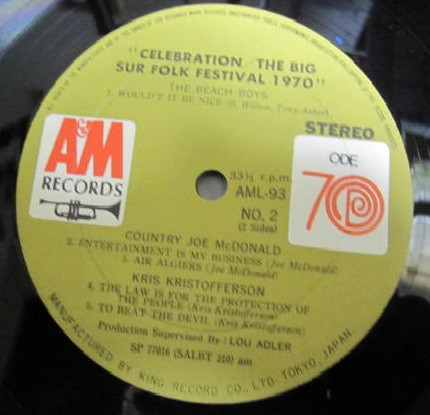 "CELEBRATION THE BIG
SUR FOLK FESTIVAL 1970"
THE BEACH BOYS
1. WOULD'T IT BE NICE (B. Wilson, Tony Asher)
STEREO
A&M
RECORDS
ODE
70
33⅓ r.p.m.
AML-93
NO. 2
(2 Sides)
COUNTRY JOE McDONALD
2. ENTERTAINMENT IS MY BUSINESS (Joe McDonald)
3. AIR ALGIERS (Joe McDonald)
KRIS KRISTOFFERSON
4. THE LAW IS FOR THE PROTECTION OF
THE PEOPLE (Kris Kristofferson)
5. TO BEAT THE DEVIL (Kris Kristofferson)
Production Supervised By: LOU ADLER
SP 77016 (SALBT 210) am
MANUFACTURED BY KING RECORD CO., LTD. TOKYO, JAPAN.